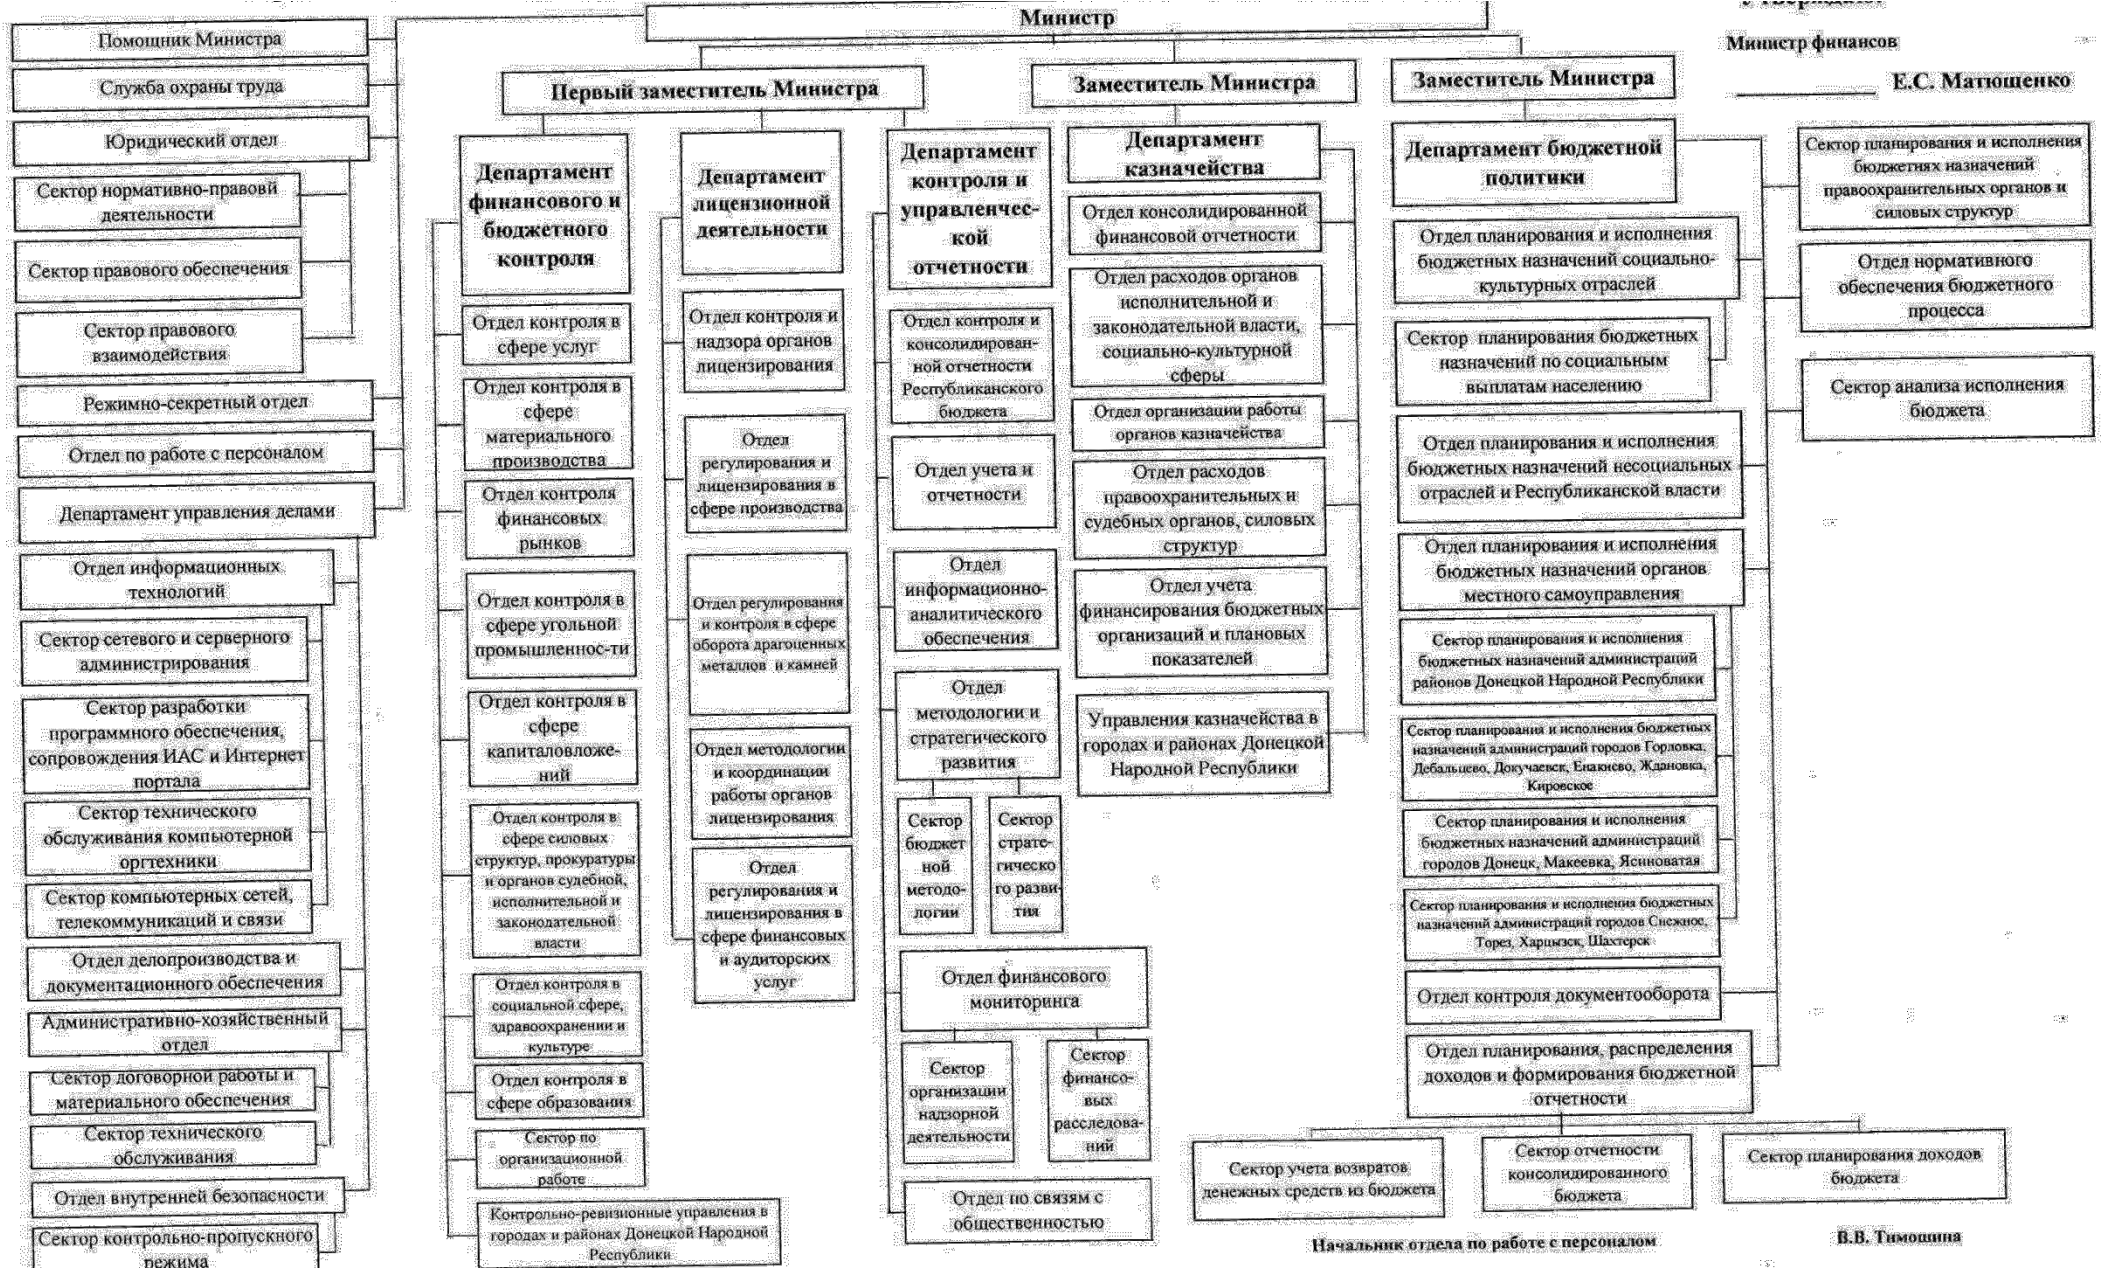 Министр
Министр финансов
Е.С. Матющенко
Помощник Министра
Служба охраны труда
Юридический отдел
Сектор нормативно-правовй
деятельности
Сектор правового обеспечения
Сектор правового
взаимодействия
Режимно-секретный отдел
Отдел по работе с персоналом
Департамент управления делами
Отдел информационных
технологий
Сектор сетевого и серверного
администрирования
Сектор разработки
программного обеспечения,
сопровождения ИАС и Интернет
портала
Сектор технического
обслуживания компьютерной
оргтехники
Сектор компьютерных сетей,
телекоммуникаций и связи
Отдел делопроизводства и
документационного обеспечения
Административно-хозяйственный
отдел
Сектор договорной работы и
материального обеспечения
Сектор технического
обслуживания
Отдел внутренней безопасности
Сектор контрольно-пропускного
режима
Первый заместитель Министра
Департамент
финансового и
бюджетного
контроля
Отдел контроля в
сфере услуг
Отдел контроля в
сфере
материального
производства
Отдел контроля
финансовых
рынков
Отдел контроля в
сфере угольной
промышленнос-ти
Отдел контроля в
сфере
капиталовложе-
ний
Отдел контроля в
сфере силовых
структур, прокуратуры
и органов судебной,
исполнительной и
законодательной
власти
Отдел контроля в
социальной сфере,
здравоохранении и
культуре
Отдел контроля в
сфере образования
Сектор по
организационной
работе
Контрольно-ревизионные управления в
городах и районах Донецкой Народной
Республики
Департамент
лицензионной
деятельности
Отдел контроля и
надзора органов
лицензирования
Отдел
регулирования и
лицензирования в
сфере производства
Отдел регулирования
и контроля в сфере
оборота драгоценных
металлов и камней
Отдел методологии
и координации
работы органов
лицензирования
Отдел
регулирования и
лицензирования в
сфере финансовых
и аудиторских
услуг
Департамент
контроля и
управленчес-
кой
отчетности
Отдел контроля и
консолидирован-
ной отчетности
Республиканского
бюджета
Отдел учета и
отчетности
Отдел
информационно-
аналитического
обеспечения
Отдел
методологии и
стратегического
развития
Сектор
бюджет
ной
методо-
логии
Сектор
страте-
гическо
го разви-
тия
Отдел финансового
мониторинга
Сектор
организации
надзорной
деятельности
Сектор
финансо-
вых
расследова-
ний
Отдел по связям с
общественностью
Заместитель Министра
Департамент
казначейства
Отдел консолидированной
финансовой отчетности
Отдел расходов органов
исполнительной и
законодательной власти,
социально-культурной
сферы
Отдел организации работы
органов казначейства
Отдел расходов
правоохранительных и
судебных органов, силовых
структур
Отдел учета
финансирования бюджетных
организаций и плановых
показателей
Управления казначейства в
городах и районах Донецкой
Народной Республики
Заместитель Министра
Департамент бюджетной
политики
Отдел планирования и исполнения
бюджетных назначений социально-
культурных отраслей
Сектор планирования бюджетных
назначений по социальным
выплатам населению
Отдел планирования и исполнения
бюджетных назначений несоциальных
отраслей и Республиканской власти
Отдел планирования и исполнения
бюджетных назначений органов
местного самоуправления
Сектор планирования и исполнения
бюджетных назначений администраций
районов Донецкой Народной Республики
Сектор планирования и исполнения бюджетных
назначений администраций городов Горловка,
Дебальцево, Докучаевск, Енакиево, Ждановка,
Кировское
Сектор планирования и исполнения
бюджетных назначений администраций
городов Донецк, Макеевка, Ясиноватая
Сектор планирования и исполнения бюджетных
назначений администраций городов Снежное,
Торез, Харцызск, Шахтерск
Отдел контроля документооборота
Отдел планирования, распределения
доходов и формирования бюджетной
отчетности
Сектор учета возвратов
денежных средств из бюджета
Сектор отчетности
консолидированного
бюджета
Сектор планирования доходов
бюджета
Сектор планирования и исполнения
бюджетнях назначений
правоохранительных органов и
силовых структур
Отдел нормативного
обеспечения бюджетного
процесса
Сектор анализа исполнения
бюджета
Начальник отдела по работе с персоналом
В.В. Тимошина